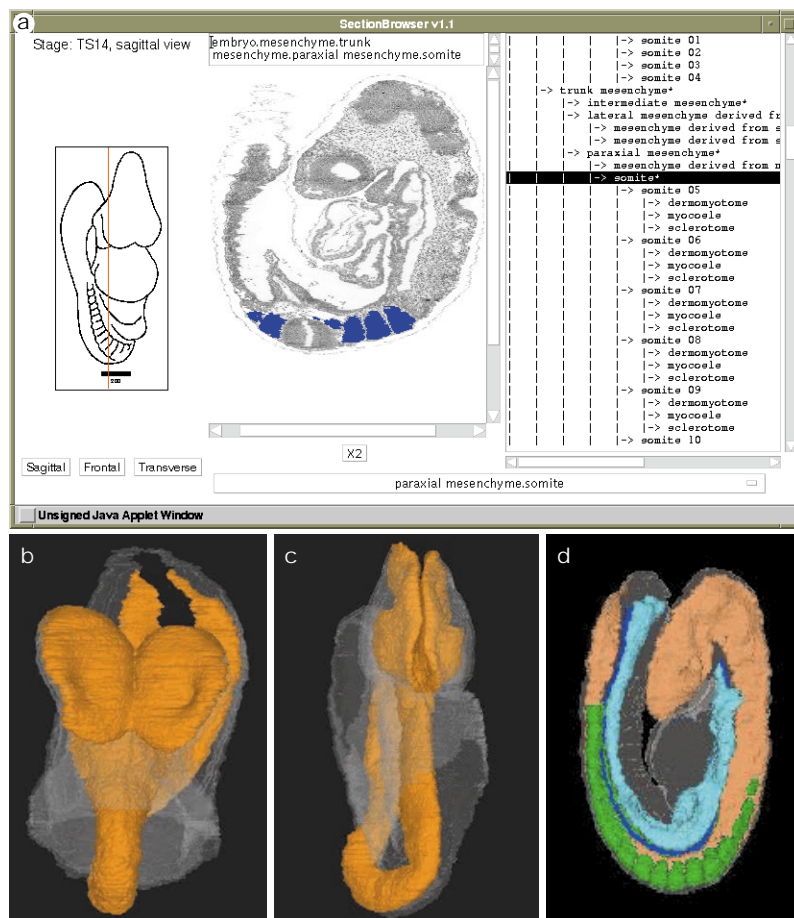 a
SectionBrowser v1.1
Stage: TS14, sagittal view
embryo.mesenchyme.trunk
mesenchyme.paraxial mesenchyme.somite
200
Sagittal Frontal Transverse
X2
| | | | |-> somite 01
| | | | |-> somite 02
| | | | |-> somite 03
| | | | |-> somite 04
| |-> trunk mesenchyme*
| | |-> intermediate mesenchyme*
| | |-> lateral mesenchyme derived fr
| | | |-> mesenchyme derived from s
| | | |-> mesenchyme derived from s
| | |-> paraxial mesenchyme*
| | | |-> mesenchyme derived from
| | | |-> somite*
| | | | |-> somite 05
| | | | | |-> dermomyotome
| | | | | |-> myocoele
| | | | | |-> sclerotome
| | | | |-> somite 06
| | | | | |-> dermomyotome
| | | | | |-> myocoele
| | | | | |-> sclerotome
| | | | |-> somite 07
| | | | | |-> dermomyotome
| | | | | |-> myocoele
| | | | | |-> sclerotome
| | | | |-> somite 08
| | | | | |-> dermomyotome
| | | | | |-> myocoele
| | | | | |-> sclerotome
| | | | |-> somite 09
| | | | | |-> dermomyotome
| | | | | |-> myocoele
| | | | | |-> sclerotome
| | | | |-> somite 10
paraxial mesenchyme.somite
Unsigned Java Applet Window
b
c
d